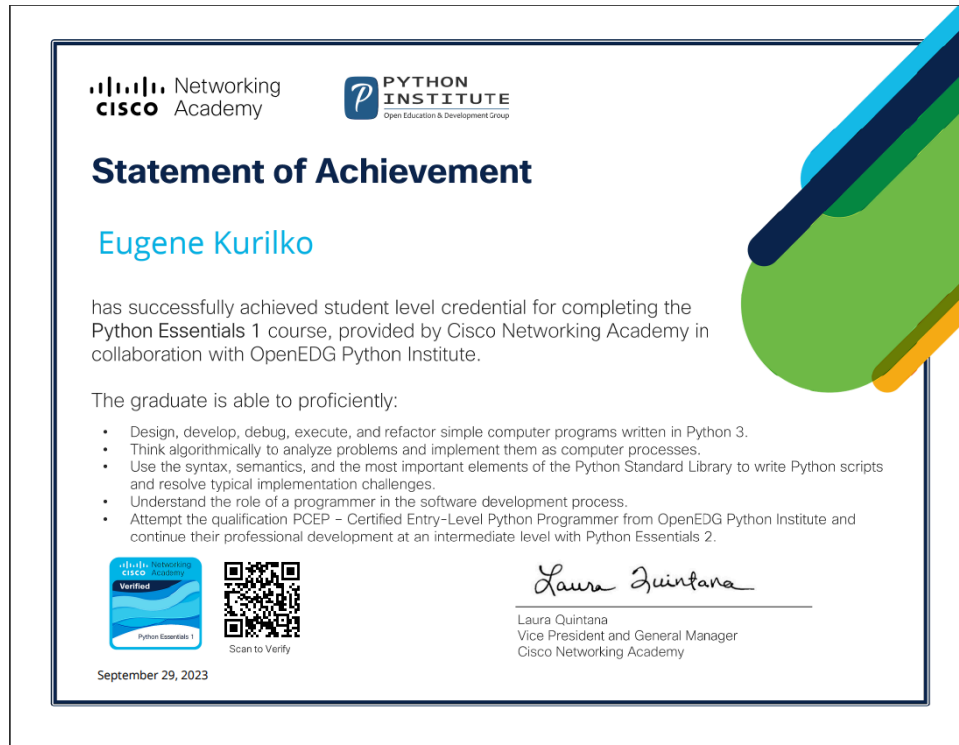 CISCO Networking Academy
PYTHON INSTITUTE
Open Education & Development Group
Statement of Achievement
Eugene Kurilko
has successfully achieved student level credential for completing the
Python Essentials 1 course, provided by Cisco Networking Academy in
collaboration with OpenEDG Python Institute.
The graduate is able to proficiently:
• Design, develop, debug, execute, and refactor simple computer programs written in Python 3.
• Think algorithmically to analyze problems and implement them as computer processes.
• Use the syntax, semantics, and the most important elements of the Python Standard Library to write Python scripts
and resolve typical implementation challenges.
• Understand the role of a programmer in the software development process.
• Attempt the qualification PCEP – Certified Entry-Level Python Programmer from OpenEDG Python Institute and
continue their professional development at an intermediate level with Python Essentials 2.
CISCO Networking Academy
Verified
Python Essentials 1
Scan to Verify
Laura Quintana
Laura Quintana
Vice President and General Manager
Cisco Networking Academy
September 29, 2023